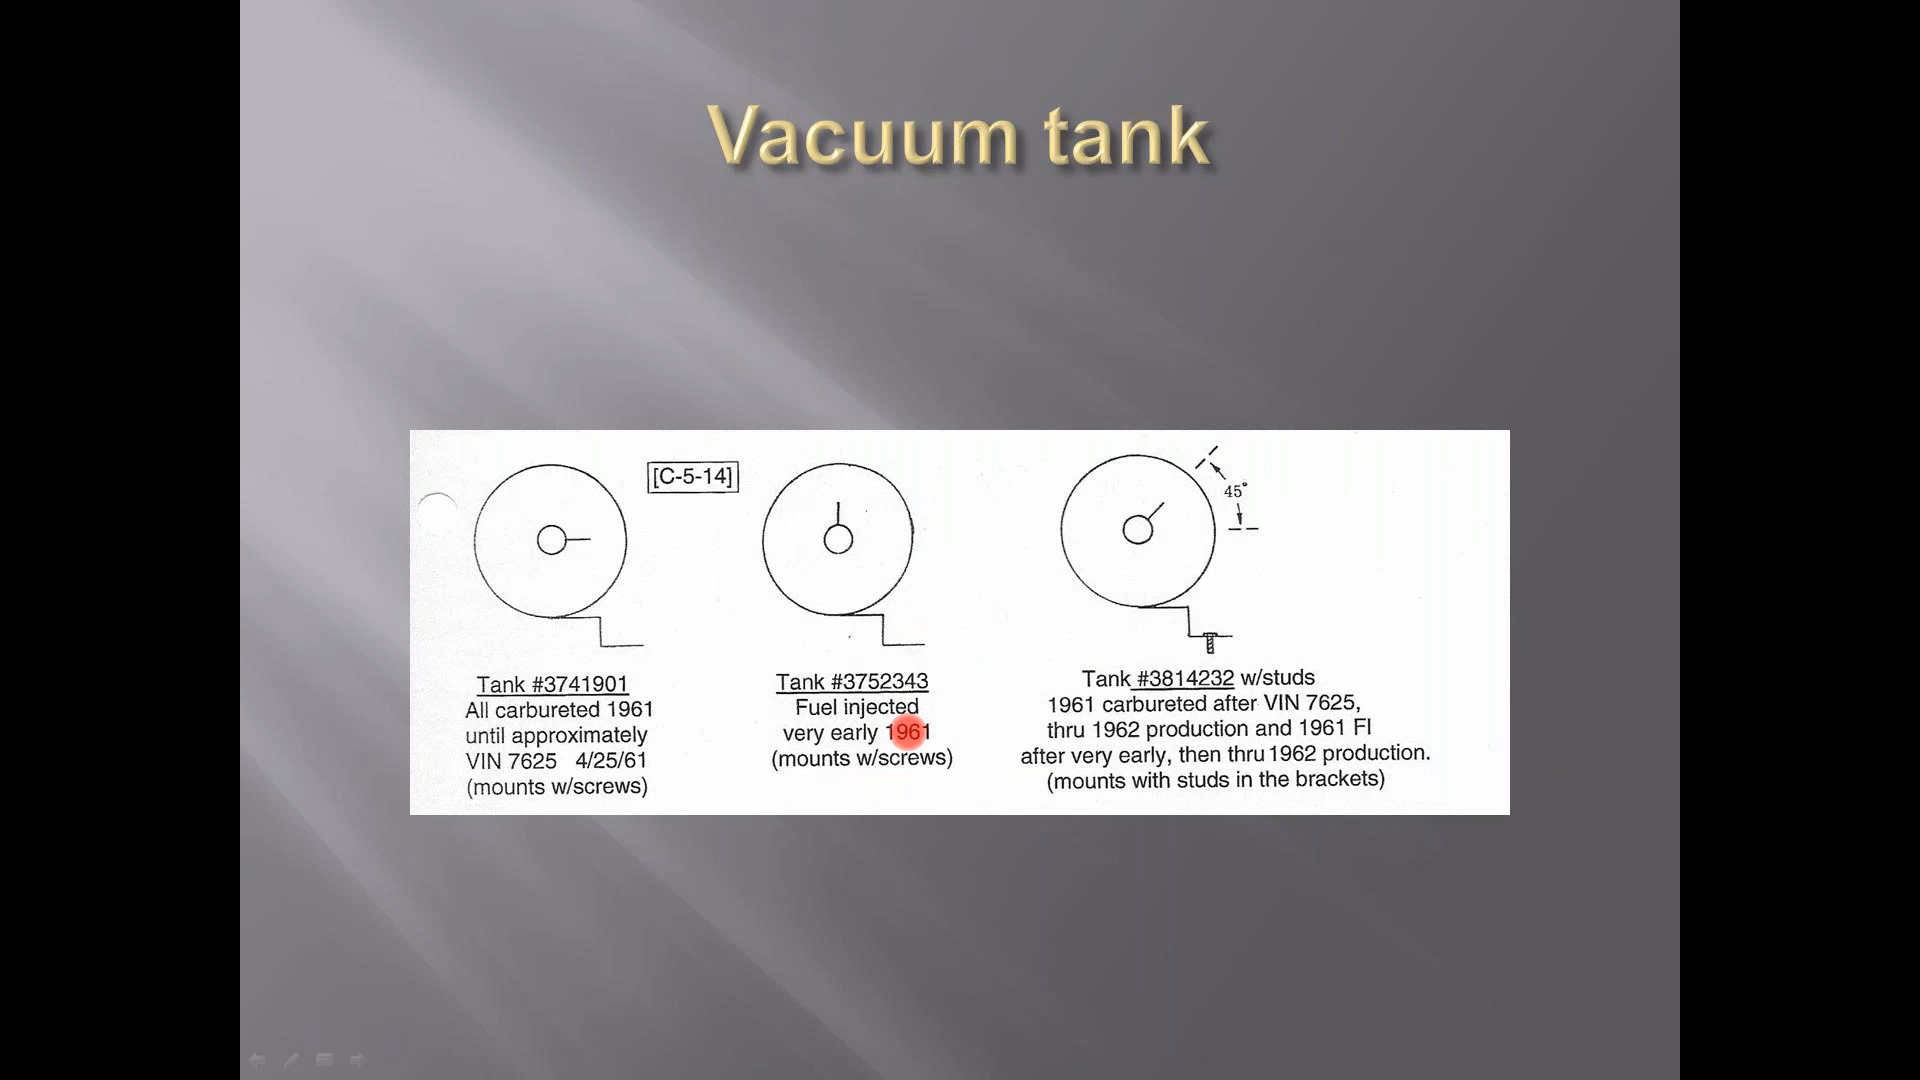 Vacuum tank
[C-5-14]
45°
Tank #3741901
All carbureted 1961
until approximately
VIN 7625 4/25/61
(mounts w/screws)
Tank #3752343
Fuel injected
very early 1961
(mounts w/screws)
Tank #3814232 w/studs
1961 carbureted after VIN 7625,
thru 1962 production and 1961 FI
after very early, then thru 1962 production.
(mounts with studs in the brackets)